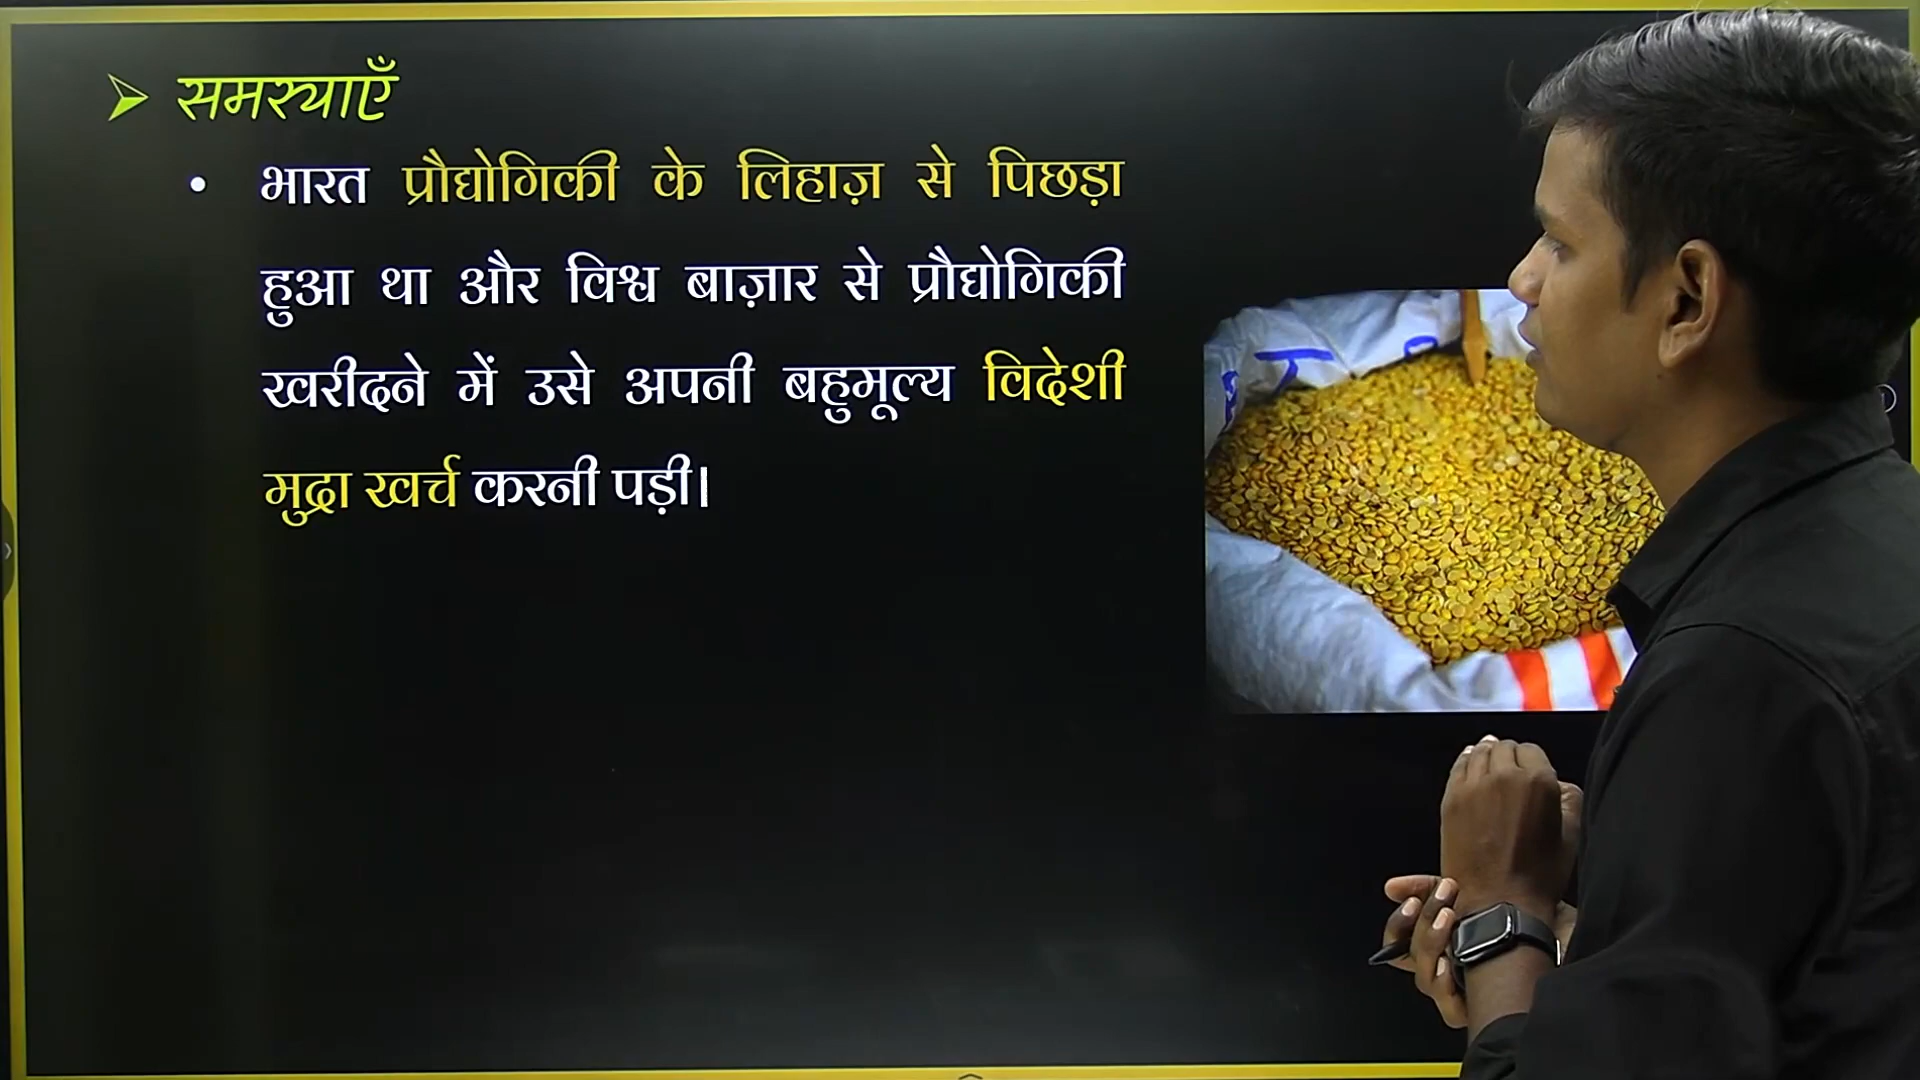 समस्याएँ
भारत प्रौद्योगिकी के लिहाज़ से पिछड़ा
हुआ था और विश्व बाज़ार से प्रौद्योगिकी
खरीदने में उसे अपनी बहुमूल्य विदेशी
मुद्रा खर्च करनी पड़ी।